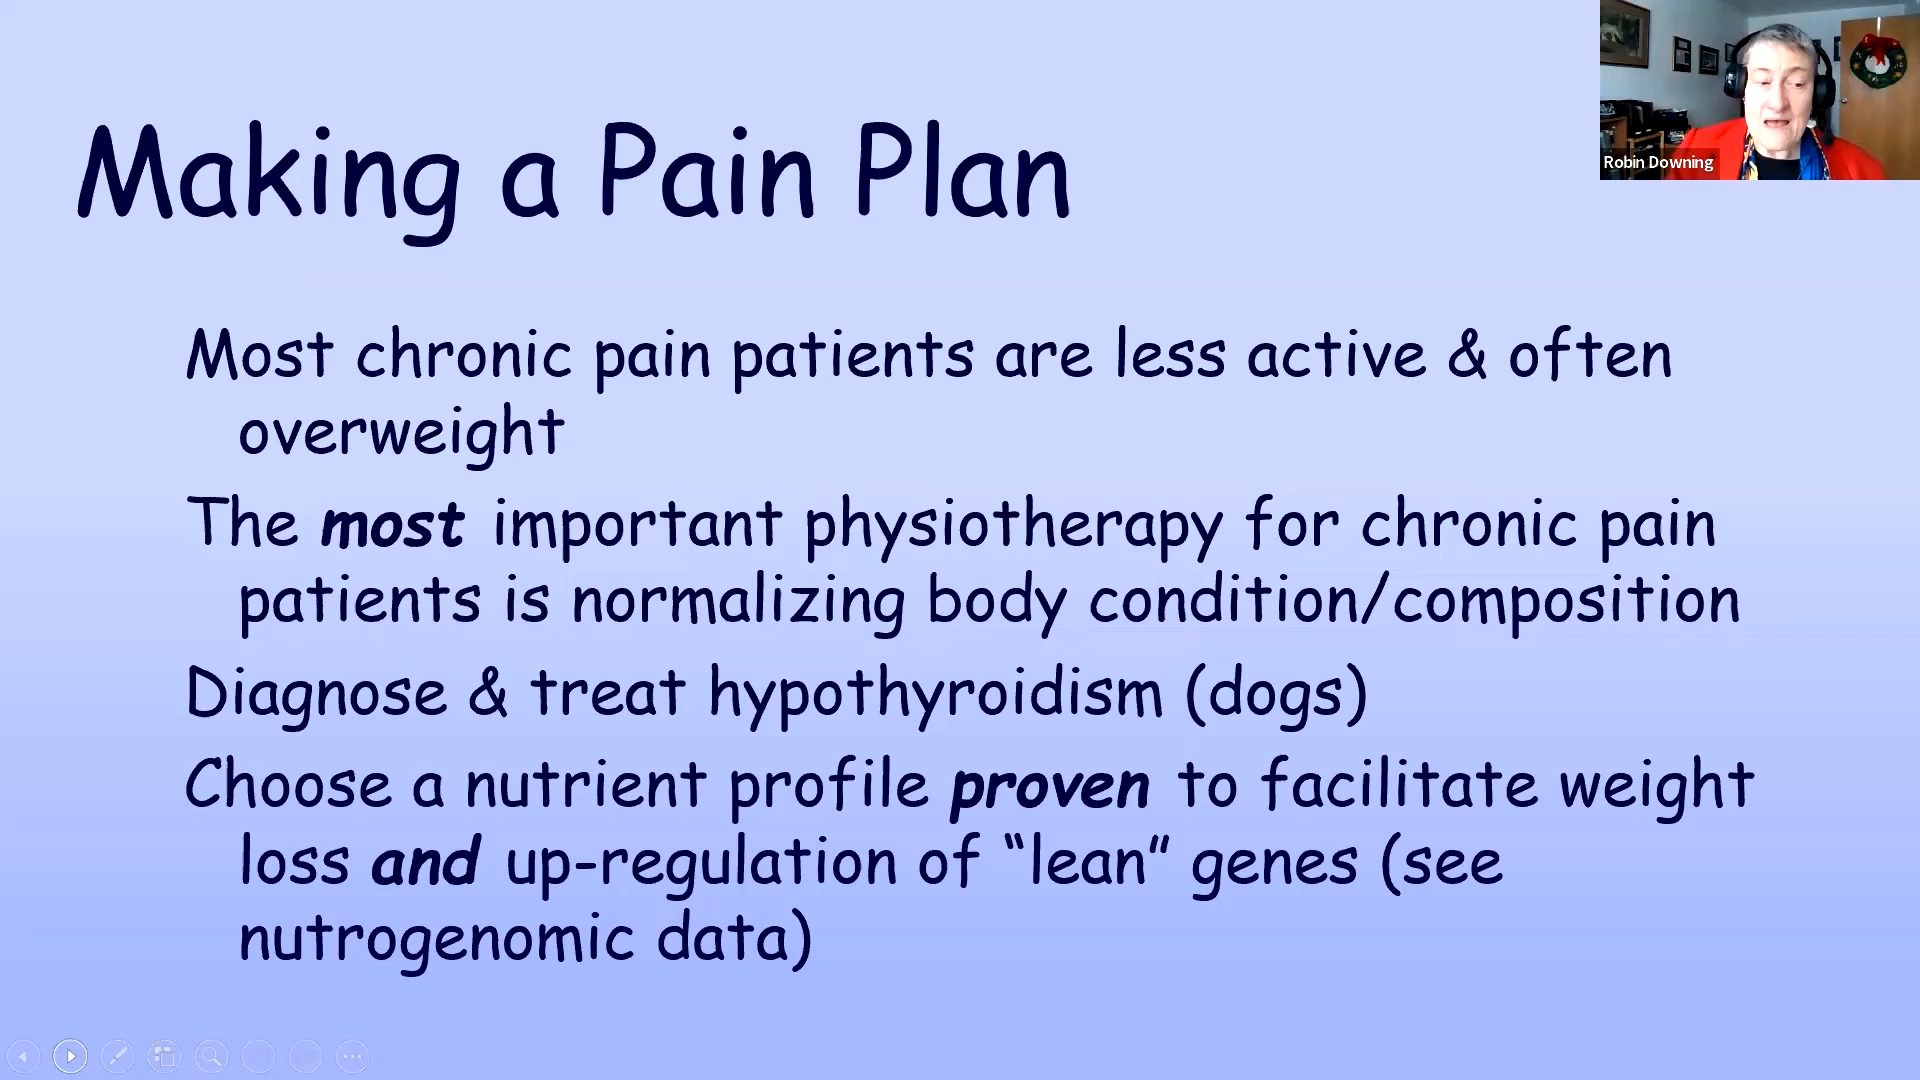 Robin Downing
Making a Pain Plan
Most chronic pain patients are less active & often
overweight
The most important physiotherapy for chronic pain
patients is normalizing body condition/composition
Diagnose & treat hypothyroidism (dogs)
Choose a nutrient profile proven to facilitate weight
loss and up-regulation of “lean” genes (see
nutrogenomic data)